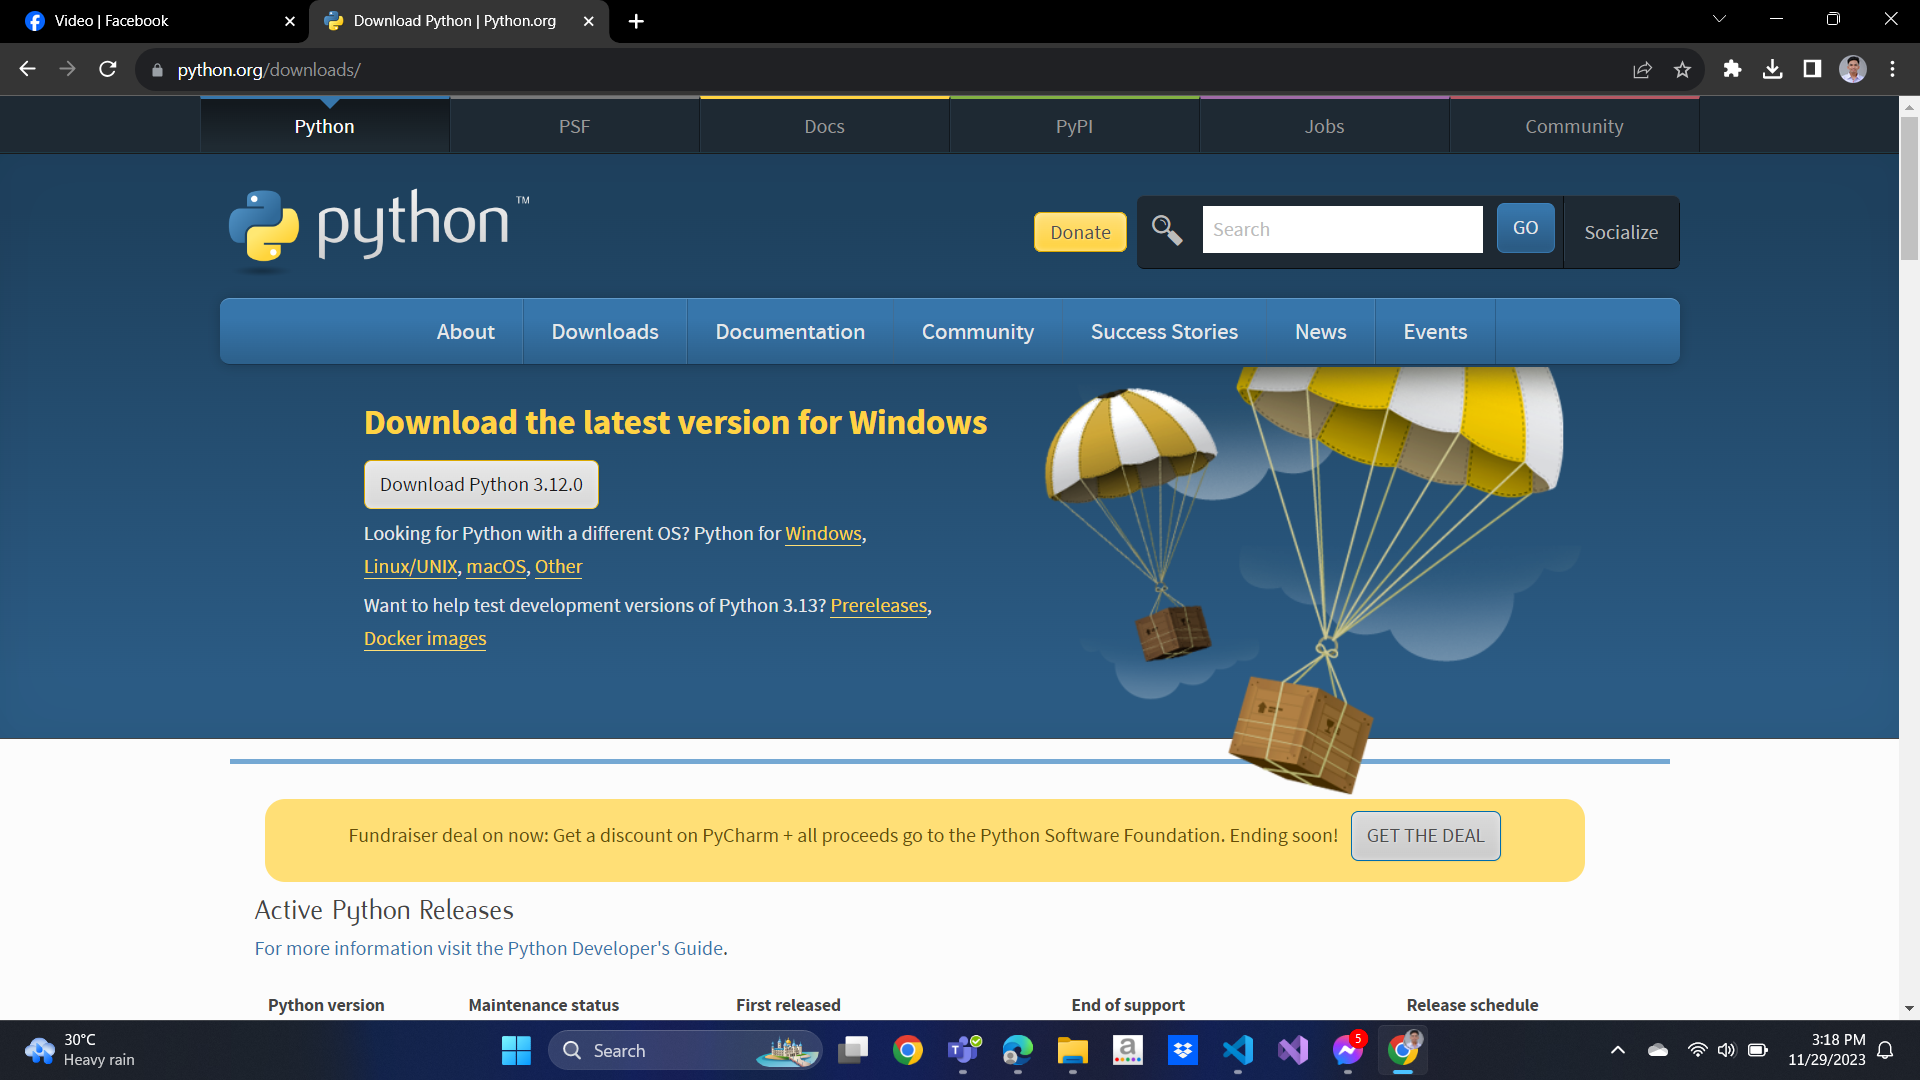 Video | Facebook
Download Python | Python.org
python.org/downloads/
Python
PSF
Docs
PyPI
Jobs
Community
python™
Donate
Search
GO
Socialize
About
Downloads
Documentation
Community
Success Stories
News
Events
Download the latest version for Windows
Download Python 3.12.0
Looking for Python with a different OS? Python for Windows,
Linux/UNIX, macOS, Other
Want to help test development versions of Python 3.13? Prereleases,
Docker images
Fundraiser deal on now: Get a discount on PyCharm + all proceeds go to the Python Software Foundation. Ending soon!
GET THE DEAL
Active Python Releases
For more information visit the Python Developer's Guide.
Python version
Maintenance status
First released
End of support
Release schedule
30°C
Heavy rain
Search
5
3:18 PM
11/29/2023